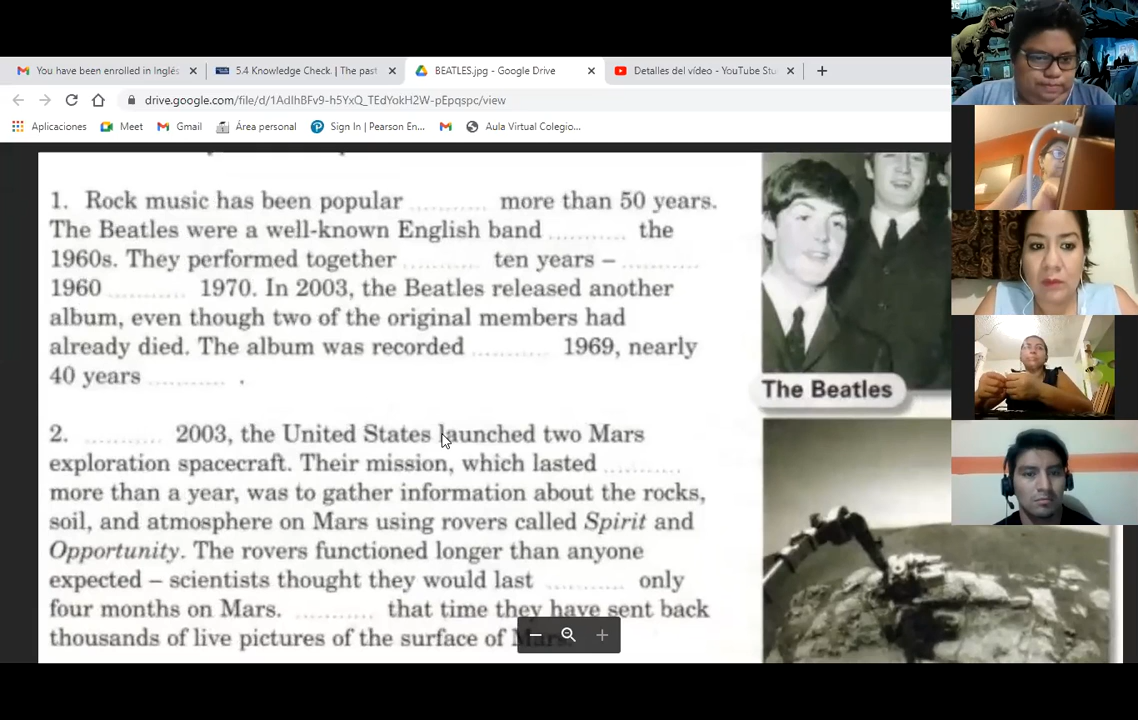 You have been enrolled in Inglés
5.4 Knowledge Check. | The past
BEATLES.jpg - Google Drive
Detalles del vídeo - YouTube Stu
drive.google.com/file/d/1AdIhBFv9-h5YxQ_TEdYokH2W-pEpqspc/view
Aplicaciones Meet Gmail Área personal Sign In | Pearson En... Aula Virtual Colegio...
1. Rock music has been popular .......... more than 50 years.
The Beatles were a well-known English band .......... the
1960s. They performed together .......... ten years – ..........
1960 .......... 1970. In 2003, the Beatles released another
album, even though two of the original members had
already died. The album was recorded .......... 1969, nearly
40 years .......... .
The Beatles
2. .......... 2003, the United States launched two Mars
exploration spacecraft. Their mission, which lasted ..........
more than a year, was to gather information about the rocks,
soil, and atmosphere on Mars using rovers called Spirit and
Opportunity. The rovers functioned longer than anyone
expected – scientists thought they would last .......... only
four months on Mars. .......... that time they have sent back
thousands of live pictures of the surface of